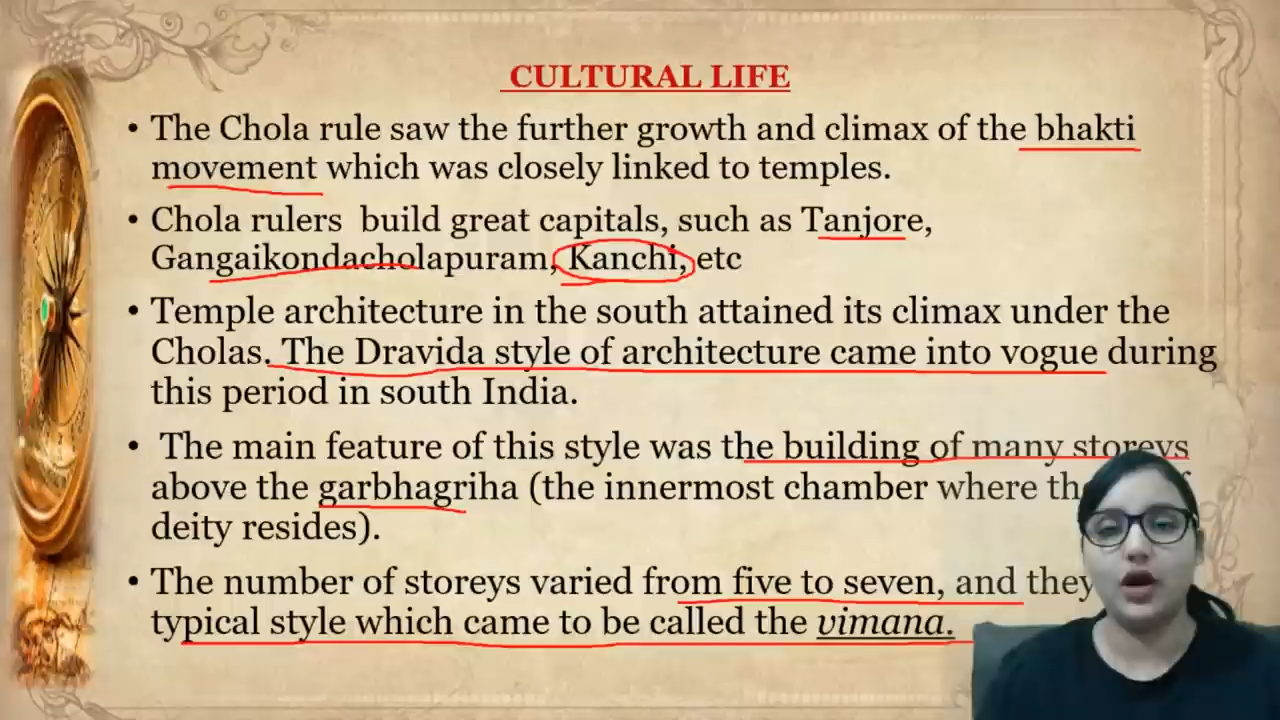 CULTURAL LIFE
• The Chola rule saw the further growth and climax of the bhakti
movement which was closely linked to temples.
• Chola rulers build great capitals, such as Tanjore,
Gangaikondacholapuram, Kanchi, etc
• Temple architecture in the south attained its climax under the
Cholas. The Dravida style of architecture came into vogue during
this period in south India.
• The main feature of this style was the building of many storeys
above the garbhagriha (the innermost chamber where
deity resides).
• The number of storeys varied from five to seven, and they
typical style which came to be called the vimana.